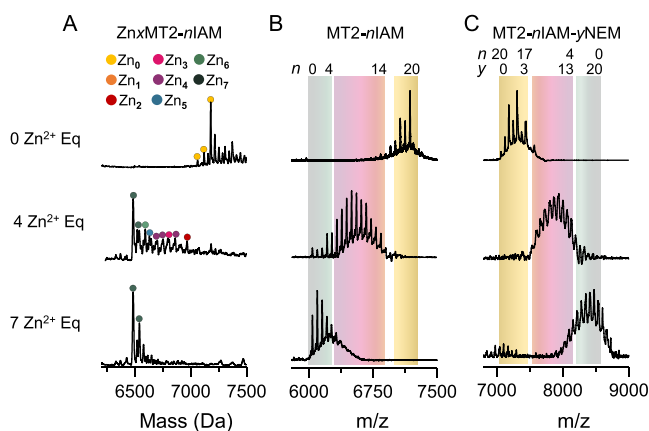 A
ZnxMT2-nIAM
Zn0 Zn3 Zn6
Zn1 Zn4 Zn7
Zn2 Zn5
B
MT2-nIAM
n 0 4 14 20
C
MT2-nIAM-yNEM
n 20 17 4 0
y 0 3 13 20
0 Zn²⁺ Eq
4 Zn²⁺ Eq
7 Zn²⁺ Eq
6500 7000 7500
Mass (Da)
6000 6750 7500
m/z
7000 8000 9000
m/z